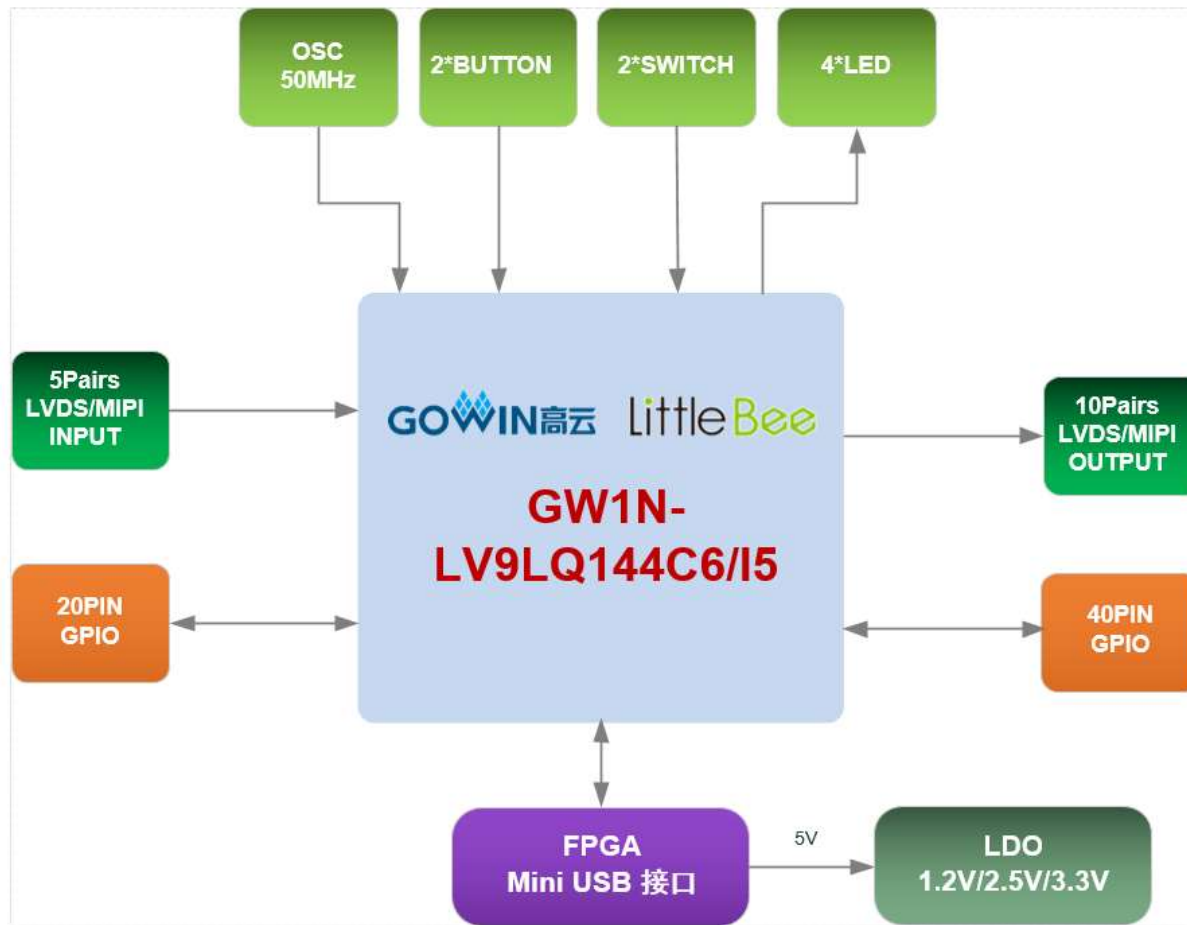 OSC
50MHz
2*BUTTON
2*SWITCH
4*LED
5Pairs
LVDS/MIPI
INPUT
GOWIN高云
LittleBee
10Pairs
LVDS/MIPI
OUTPUT
GW1N-
LV9LQ144C6/I5
20PIN
GPIO
40PIN
GPIO
FPGA
Mini USB 接口
5V
LDO
1.2V/2.5V/3.3V